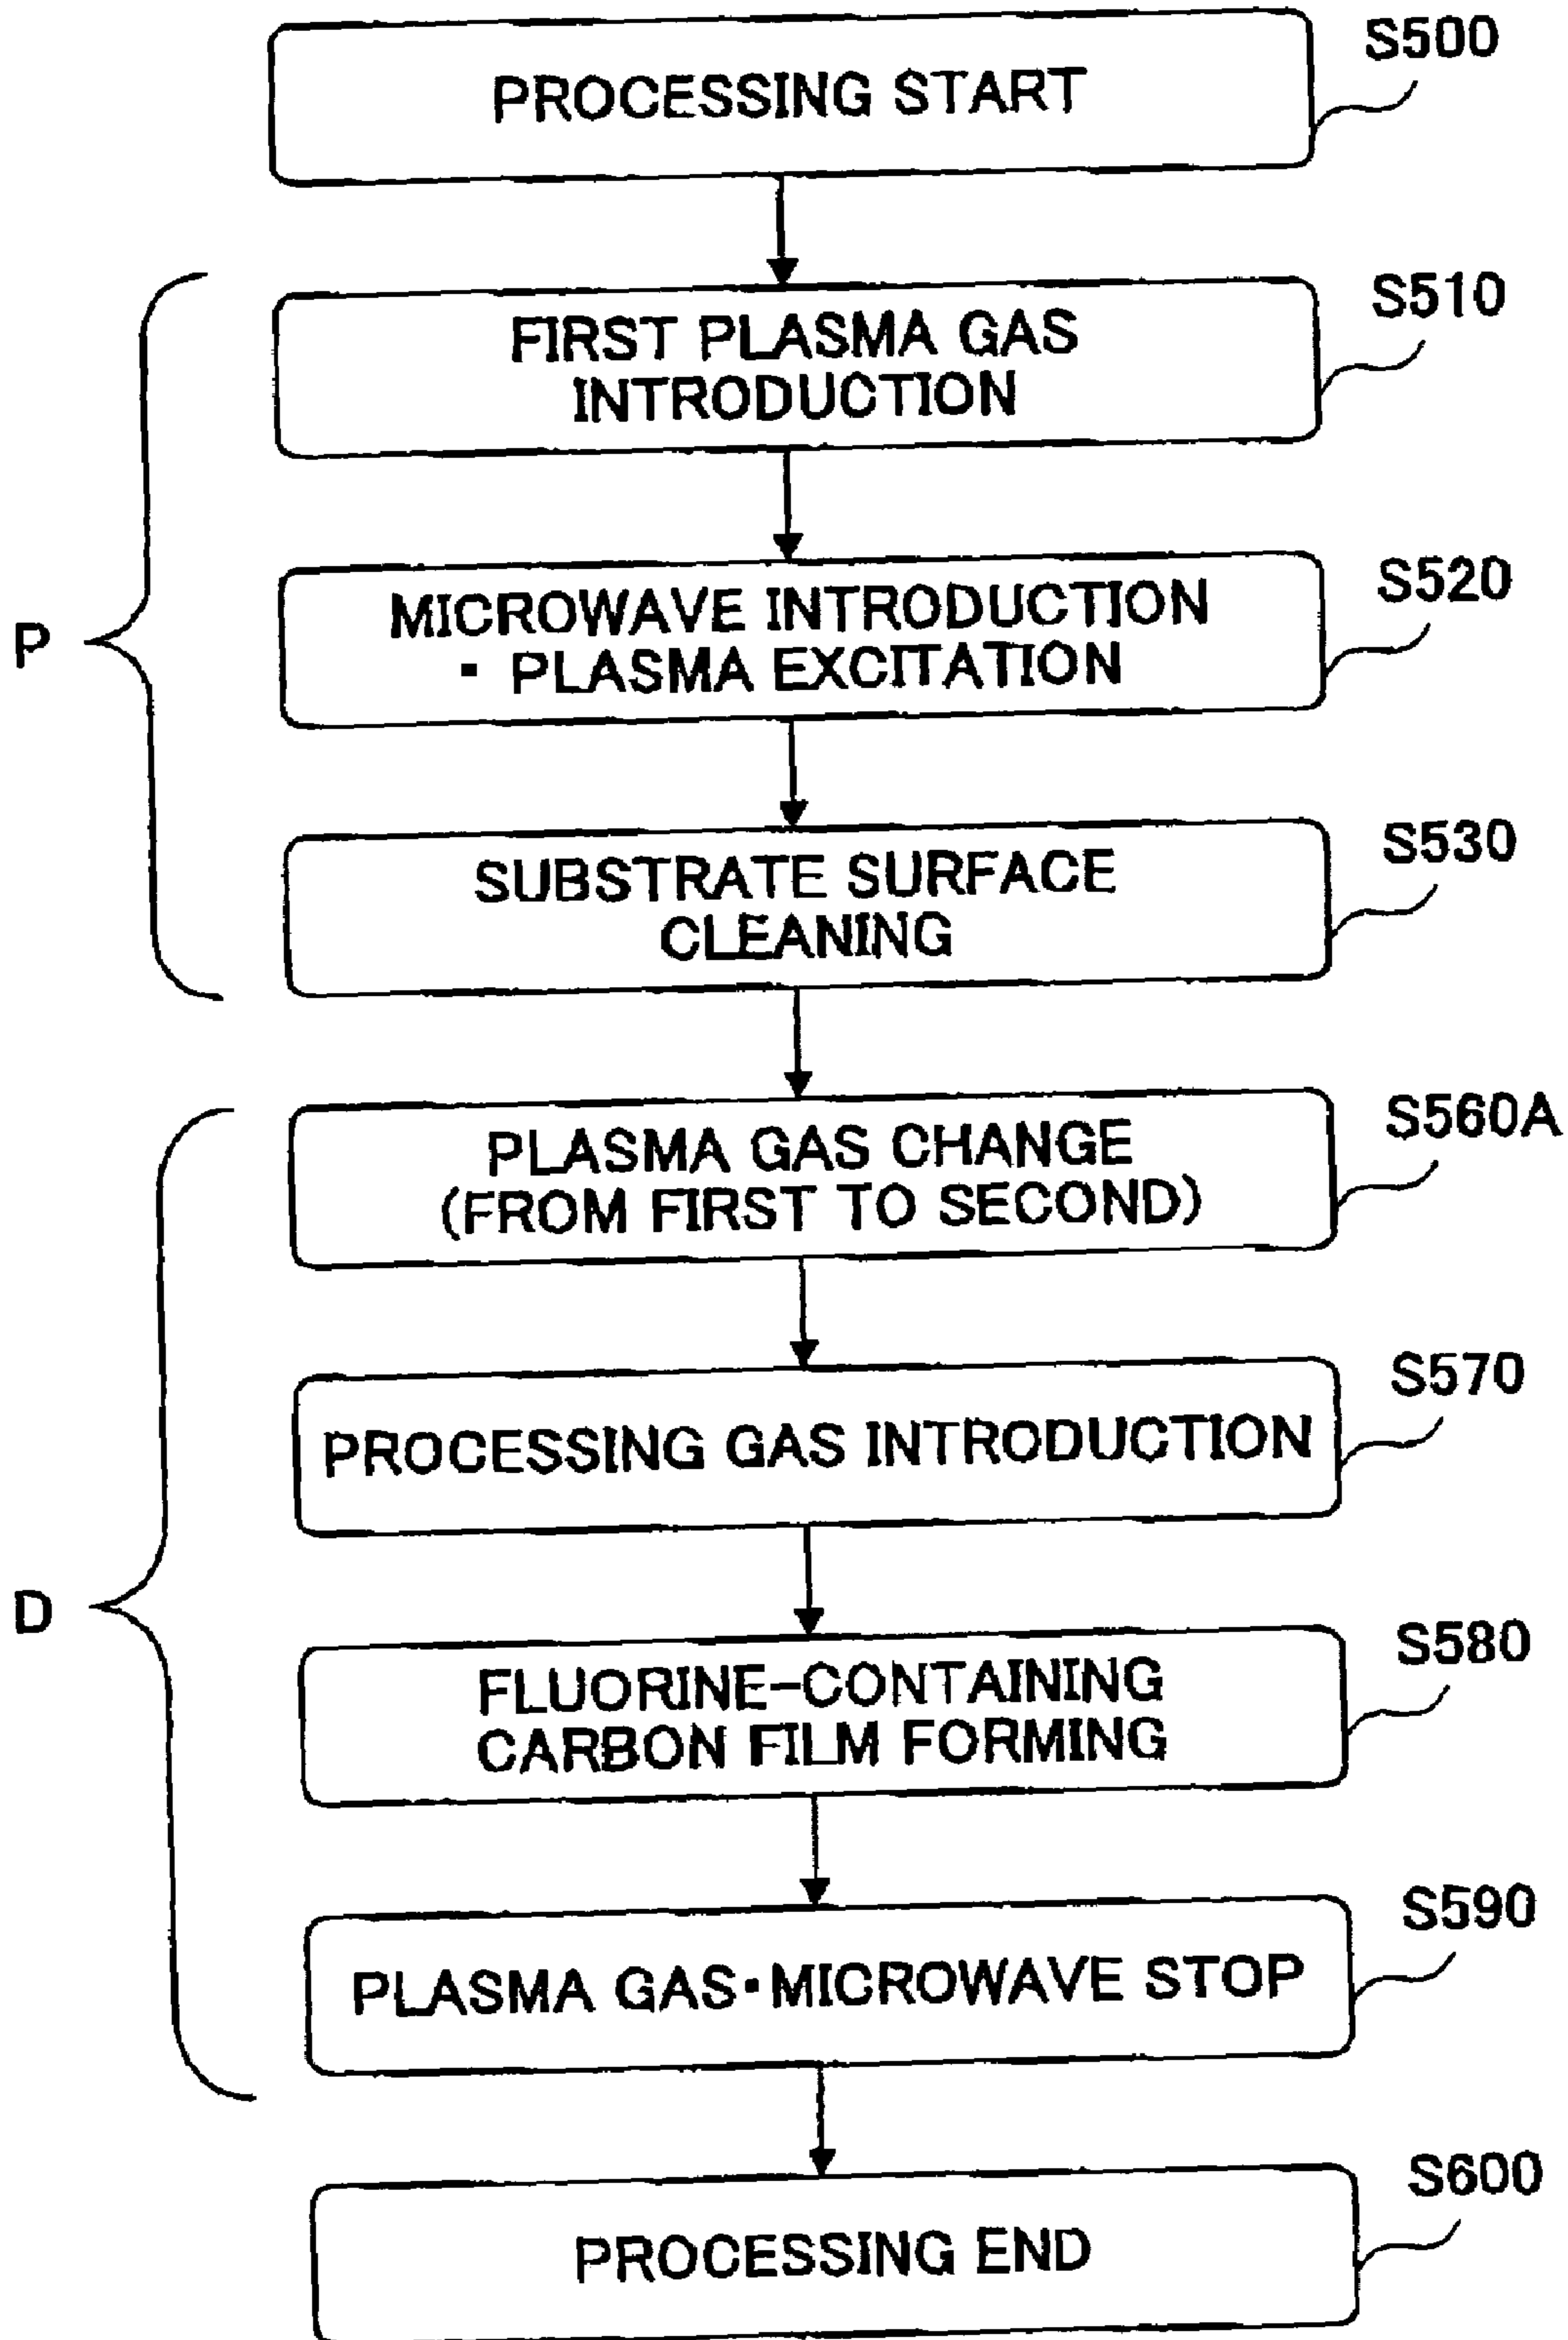 S500
PROCESSING START
S510
FIRST PLASMA GAS
INTRODUCTION
S520
MICROWAVE INTRODUCTION
・ PLASMA EXCITATION
P
S530
SUBSTRATE SURFACE
CLEANING
S560A
PLASMA GAS CHANGE
(FROM FIRST TO SECOND)
S570
PROCESSING GAS INTRODUCTION
D
S580
FLUORINE-CONTAINING
CARBON FILM FORMING
S590
PLASMA GAS・MICROWAVE STOP
S600
PROCESSING END